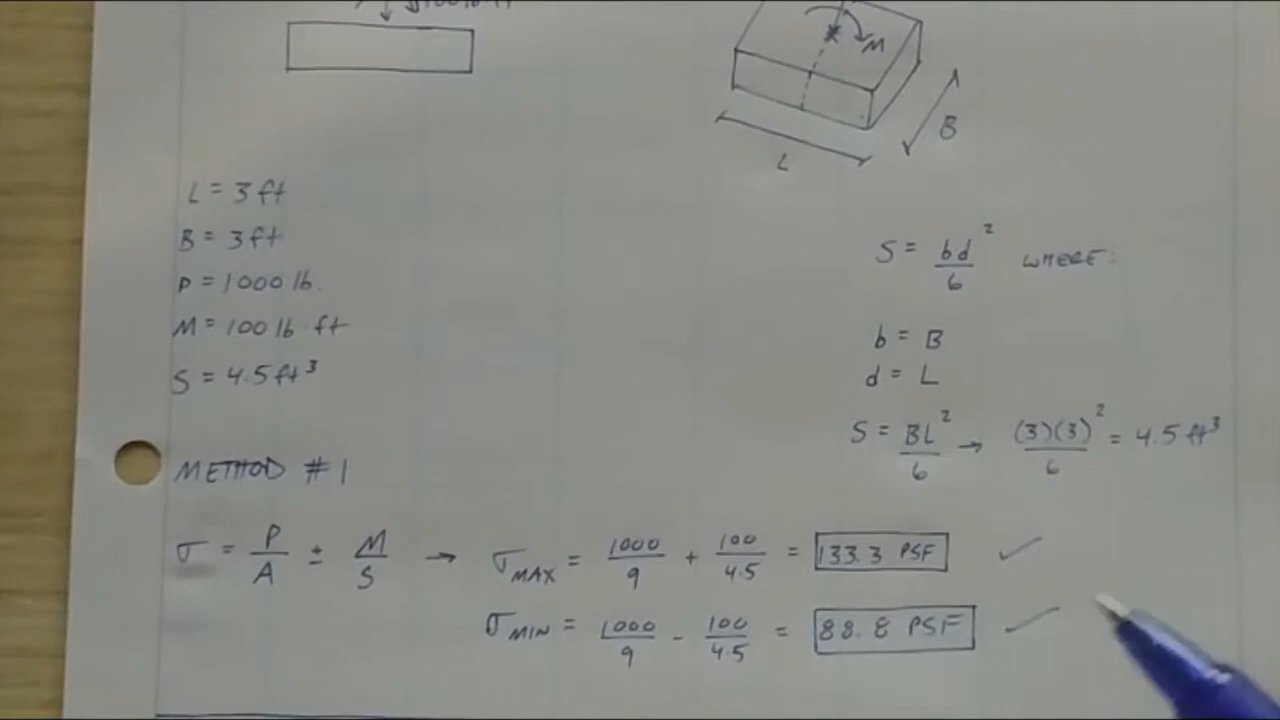 M
B
L
L = 3 ft
B = 3 ft
P = 1000 lb.
M = 100 lb·ft
S = 4.5 ft³
S = bd²/6 WHERE:
b = B
d = L
S = BL²/6 → (3)(3)²/6 = 4.5 ft³
METHOD #1
σ = P/A ± M/S → σMAX = 1000/9 + 100/4.5 = 133.3 PSF ✓
σMIN = 1000/9 - 100/4.5 = 88.8 PSF ✓